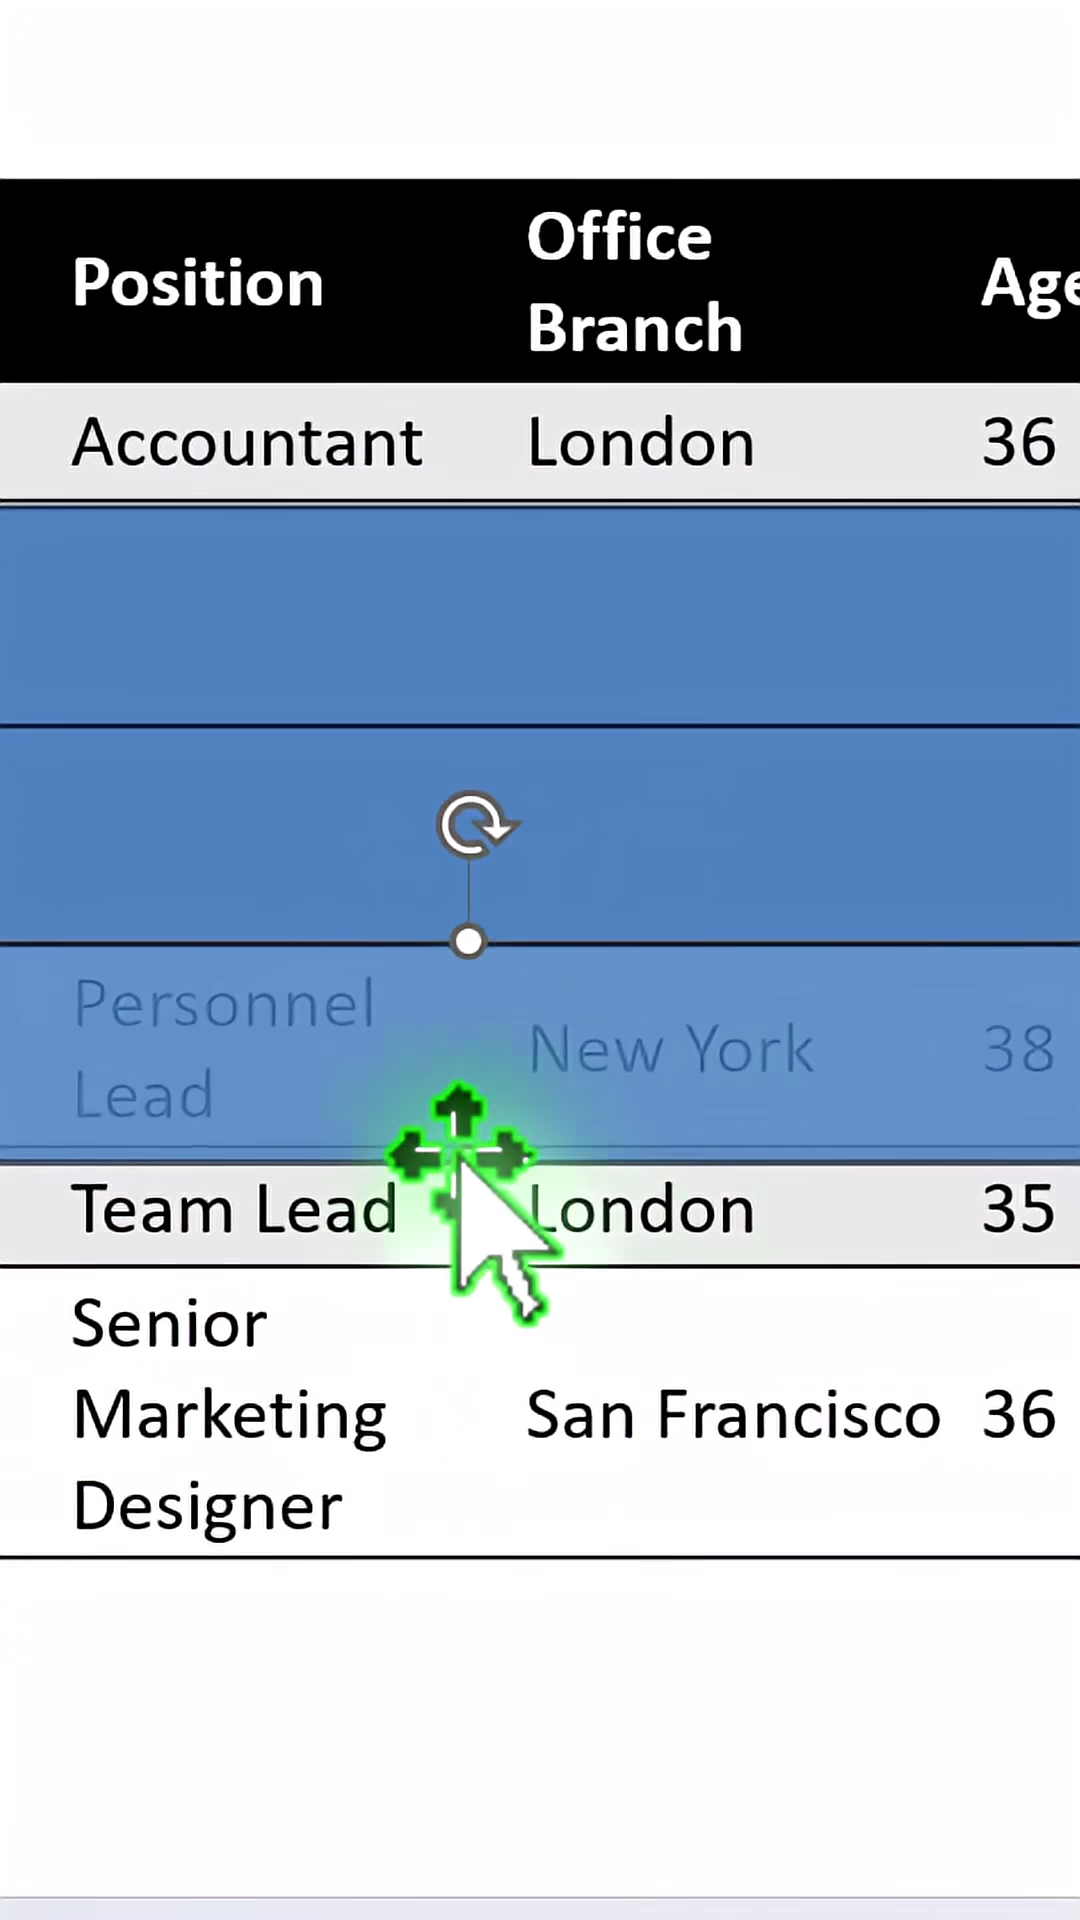 Position
Office
Branch
Age
Accountant London 36
Personnel
Lead
New York 38
Team Lead London 35
Senior
Marketing
Designer
San Francisco 36